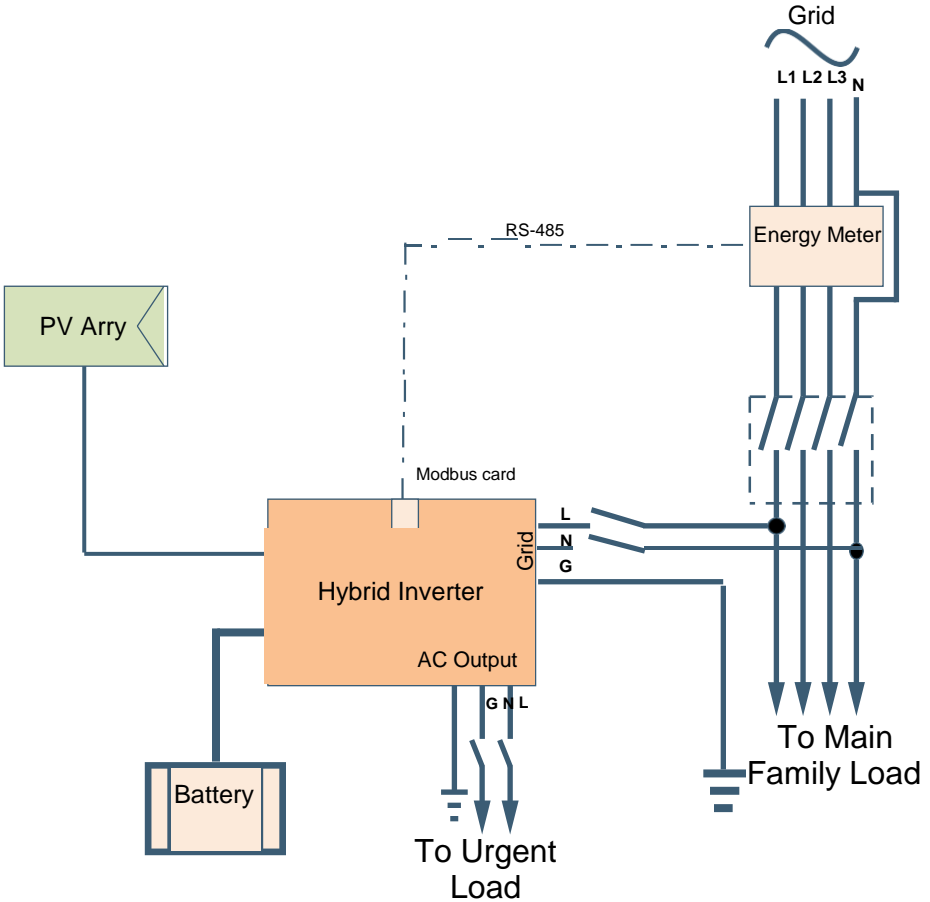 Grid
L1 L2 L3 N
RS-485
Energy Meter
PV Arry
Modbus card
L
N
G
Grid
Hybrid Inverter
AC Output
G N L
To Main
Family Load
Battery
To Urgent
Load